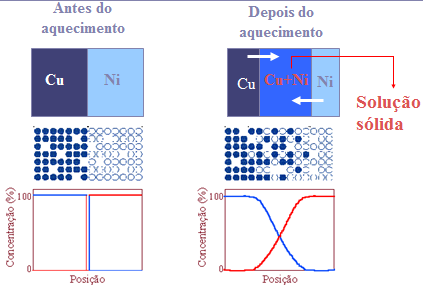 Antes do
aquecimento
Depois do
aquecimento
Cu
Ni
Cu
Cu+Ni
Ni
Solução
sólida
Concentração (%)
100
0
Posição
Concentração (%)
100
0
Posição